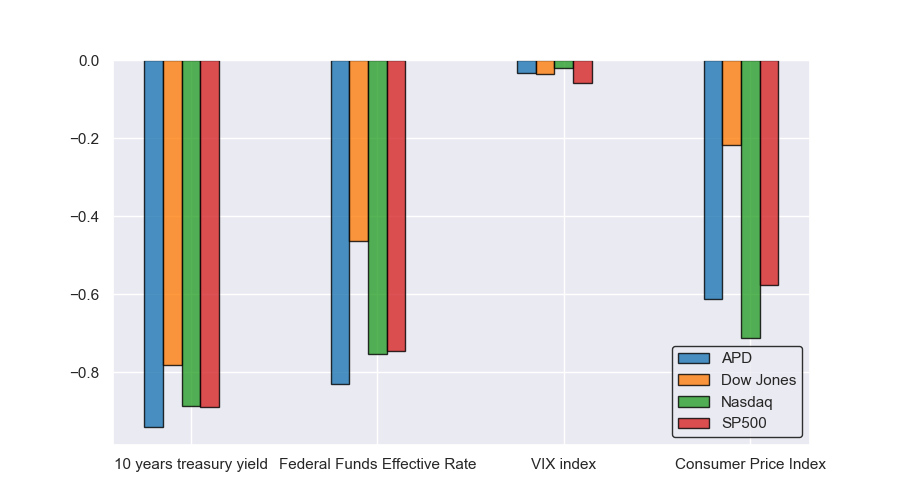 0.0
−0.2
−0.4
−0.6
−0.8
10 years treasury yield
Federal Funds Effective Rate
VIX index
Consumer Price Index
APD
Dow Jones
Nasdaq
SP500